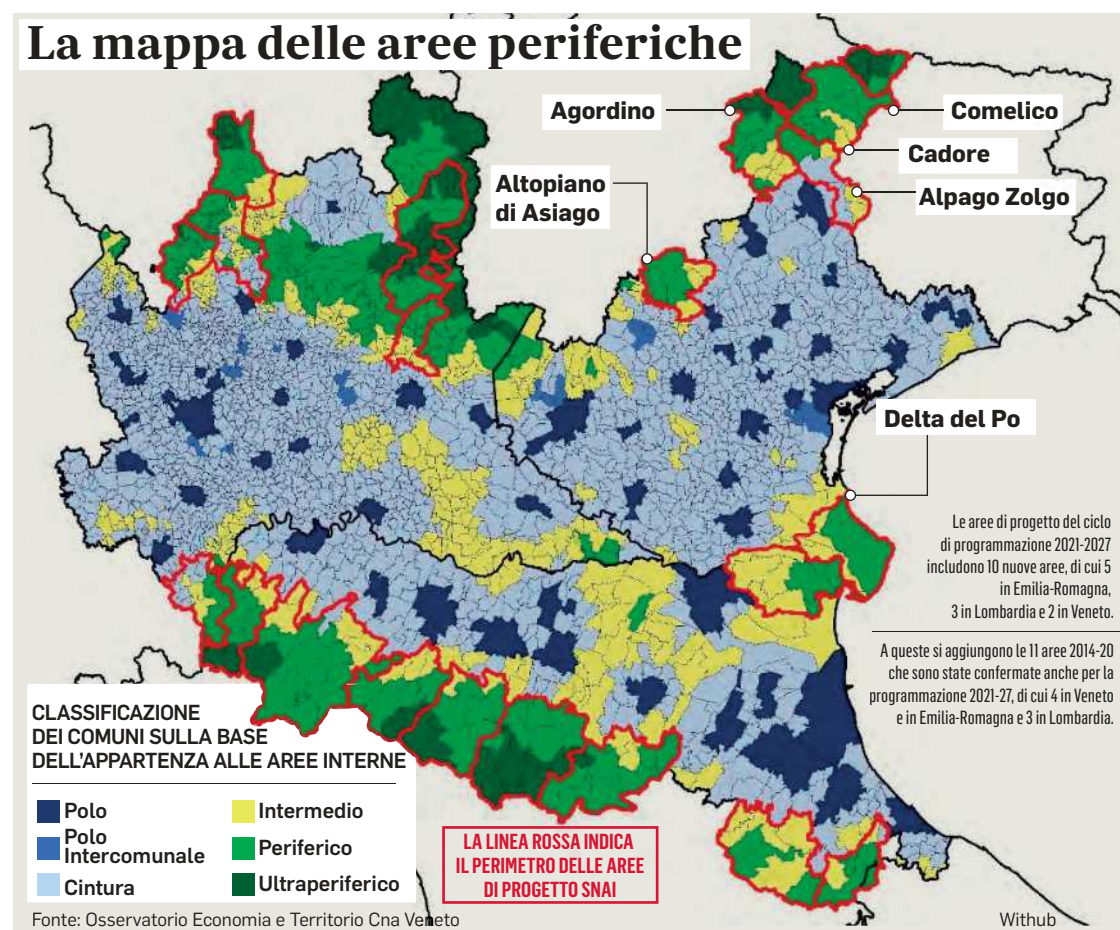 La mappa delle aree periferiche
Agordino
Comelico
Cadore
Altopiano
di Asiago
Alpago Zolgo
Delta del Po
Le aree di progetto del ciclo
di programmazione 2021-2027
includono 10 nuove aree, di cui 5
in Emilia-Romagna,
3 in Lombardia e 2 in Veneto.
A queste si aggiungono le 11 aree 2014-20
che sono state confermate anche per la
programmazione 2021-27, di cui 4 in Veneto
e in Emilia-Romagna e 3 in Lombardia.
CLASSIFICAZIONE
DEI COMUNI SULLA BASE
DELL'APPARTENZA ALLE AREE INTERNE
Polo
Polo
Intercomunale
Cintura
Intermedio
Periferico
Ultraperiferico
LA LINEA ROSSA INDICA
IL PERIMETRO DELLE AREE
DI PROGETTO SNAI
Fonte: Osservatorio Economia e Territorio Cna Veneto
Withub